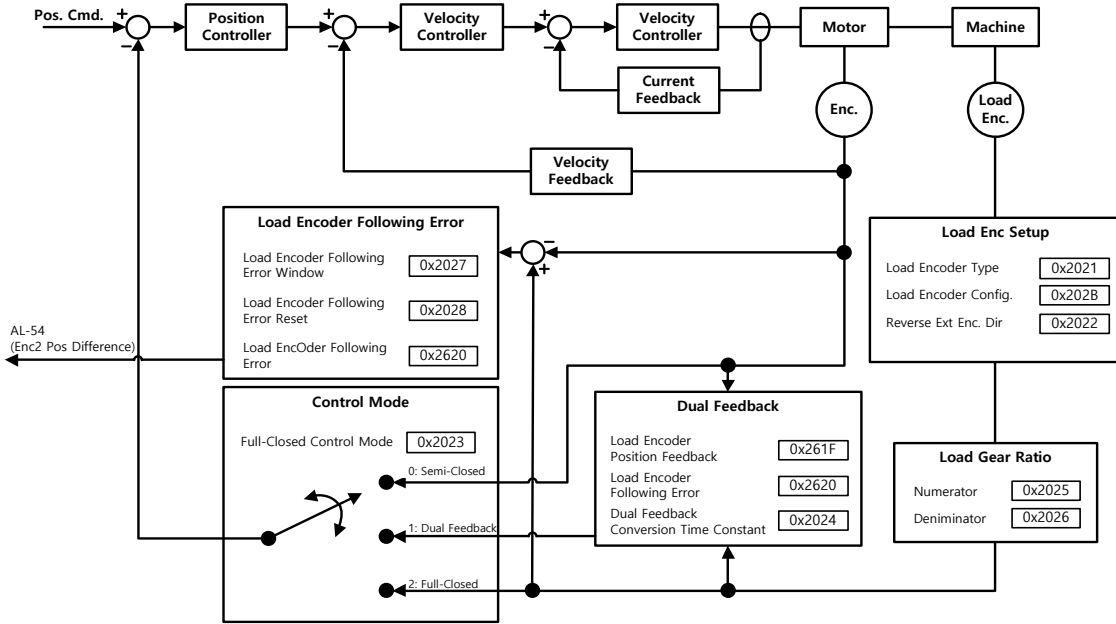 Pos. Cmd.
+
−
Position
Controller
+
−
Velocity
Controller
+
−
Velocity
Controller
Motor
Machine
Current
Feedback
Enc.
Load
Enc.
Velocity
Feedback
Load Encoder Following Error
Load Encoder Following
Error Window
0x2027
Load Encoder Following
Error Reset
0x2028
Load EncOder Following
Error
0x2620
−
+
AL-54
(Enc2 Pos Difference)
Load Enc Setup
Load Encoder Type
0x2021
Load Encoder Config.
0x202B
Reverse Ext Enc. Dir
0x2022
Control Mode
Full-Closed Control Mode
0x2023
0: Semi-Closed
1: Dual Feedback
2: Full-Closed
Dual Feedback
Load Encoder
Position Feedback
0x261F
Load Encoder
Following Error
0x2620
Dual Feedback
Conversion Time Constant
0x2024
Load Gear Ratio
Numerator
0x2025
Deniminator
0x2026